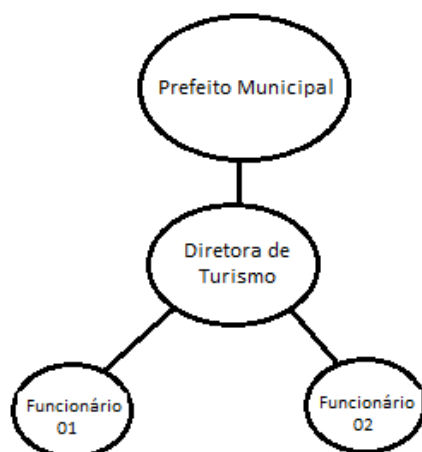 Prefeito Municipal
Diretora de
Turismo
Funcionário
01
Funcionário
02